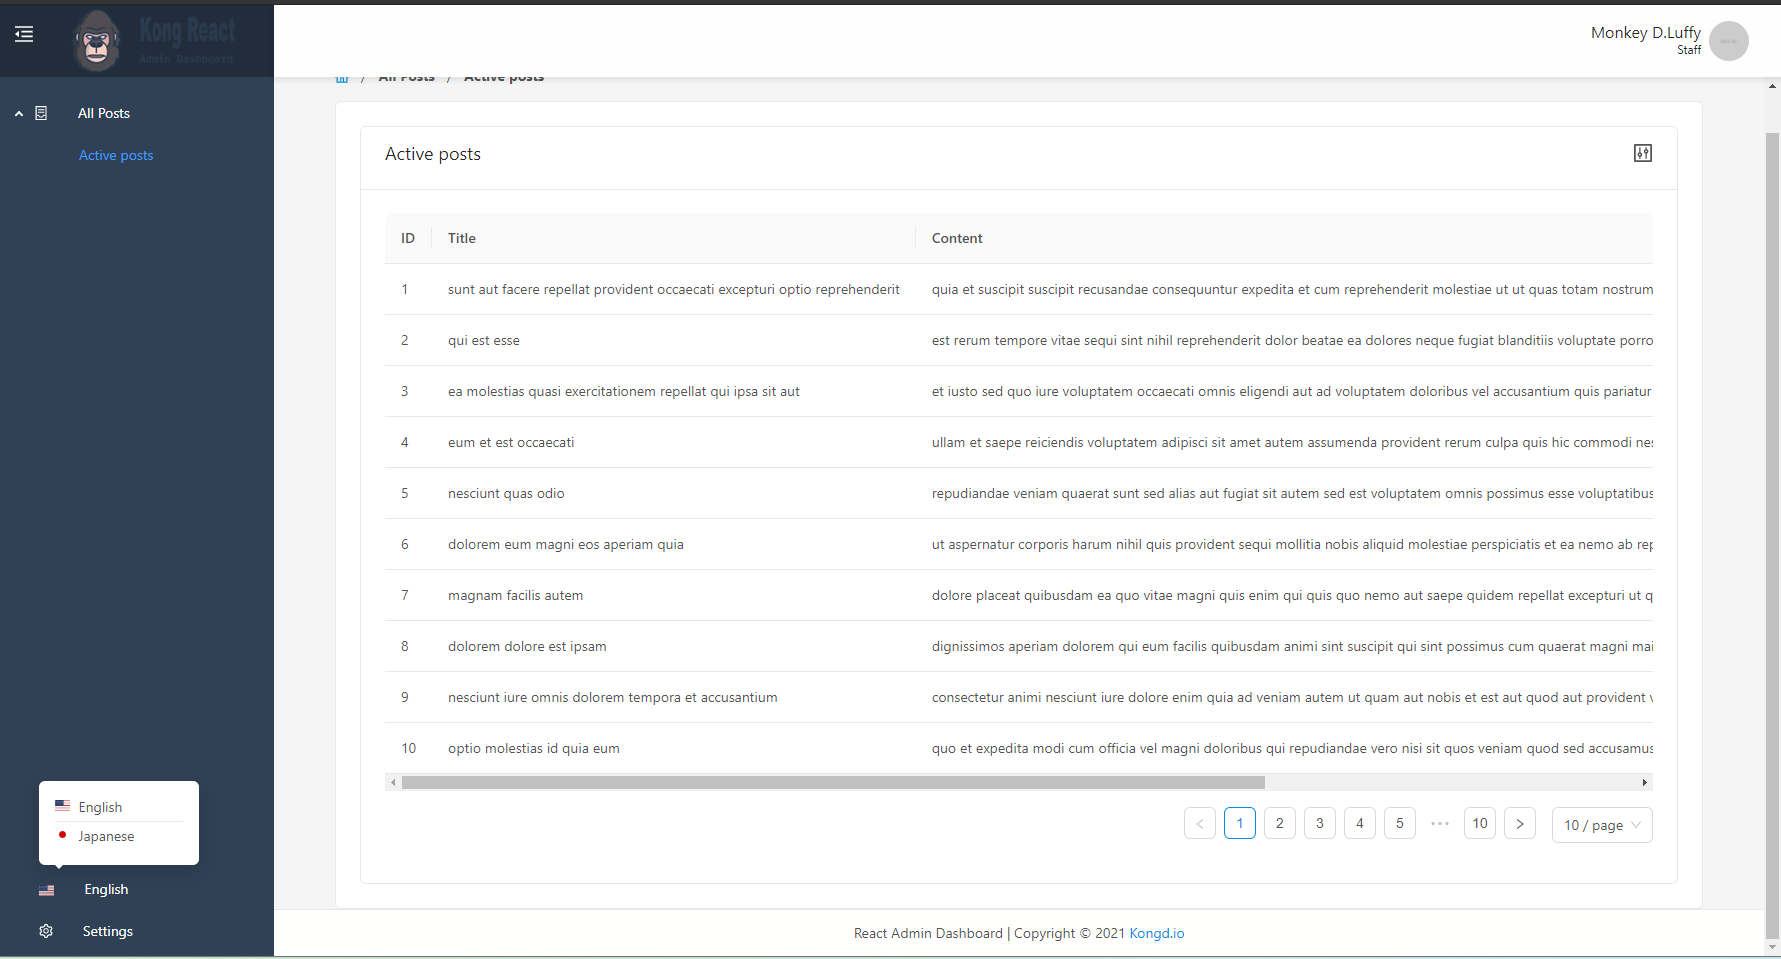 Kong React
Admin Dashboard
Monkey D.Luffy
Staff
/ All Posts / Active posts
All Posts
Active posts
Active posts
ID Title Content
1 sunt aut facere repellat provident occaecati excepturi optio reprehenderit quia et suscipit suscipit recusandae consequuntur expedita et cum reprehenderit molestiae ut ut quas totam nostrum
2 qui est esse est rerum tempore vitae sequi sint nihil reprehenderit dolor beatae ea dolores neque fugiat blanditiis voluptate porro
3 ea molestias quasi exercitationem repellat qui ipsa sit aut et iusto sed quo iure voluptatem occaecati omnis eligendi aut ad voluptatem doloribus vel accusantium quis pariatur
4 eum et est occaecati ullam et saepe reiciendis voluptatem adipisci sit amet autem assumenda provident rerum culpa quis hic commodi nes
5 nesciunt quas odio repudiandae veniam quaerat sunt sed alias aut fugiat sit autem sed est voluptatem omnis possimus esse voluptatibus
6 dolorem eum magni eos aperiam quia ut aspernatur corporis harum nihil quis provident sequi mollitia nobis aliquid molestiae perspiciatis et ea nemo ab rep
7 magnam facilis autem dolore placeat quibusdam ea quo vitae magni quis enim qui quis quo nemo aut saepe quidem repellat excepturi ut q
8 dolorem dolore est ipsam dignissimos aperiam dolorem qui eum facilis quibusdam animi sint suscipit qui sint possimus cum quaerat magni mai
9 nesciunt iure omnis dolorem tempora et accusantium consectetur animi nesciunt iure dolore enim quia ad veniam autem ut quam aut nobis et est aut quod aut provident v
10 optio molestias id quia eum quo et expedita modi cum officia vel magni doloribus qui repudiandae vero nisi sit quos veniam quod sed accusamus
< 1 2 3 4 5 ••• 10 > 10 / page
English
Japanese
English
Settings
React Admin Dashboard | Copyright © 2021 Kongd.io